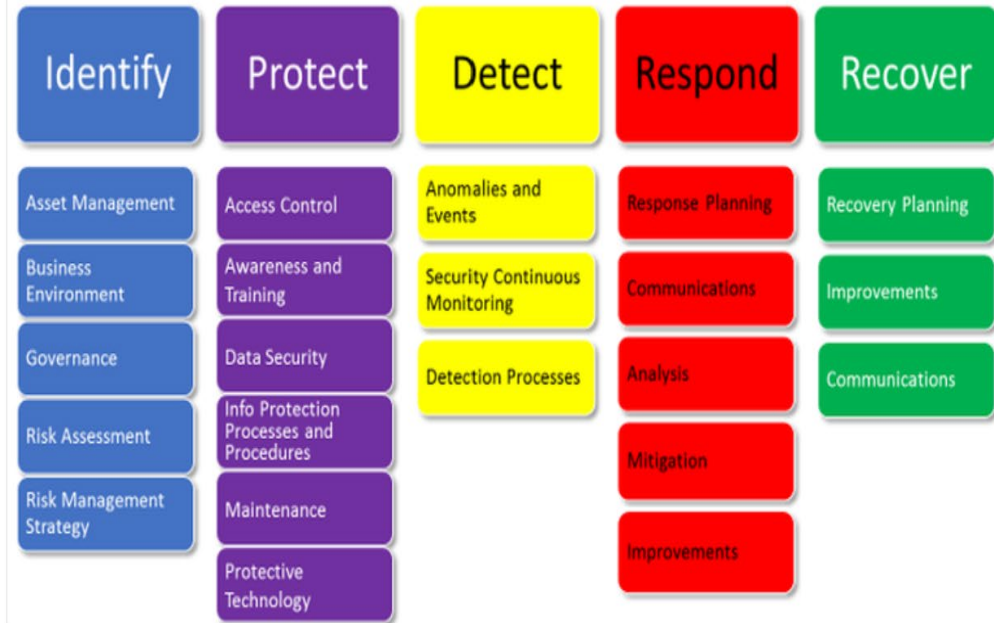 Identify
Protect
Detect
Respond
Recover
Asset Management
Business
Environment
Governance
Risk Assessment
Risk Management
Strategy
Access Control
Awareness and
Training
Data Security
Info Protection
Processes and
Procedures
Maintenance
Protective
Technology
Anomalies and
Events
Security Continuous
Monitoring
Detection Processes
Response Planning
Communications
Analysis
Mitigation
Improvements
Recovery Planning
Improvements
Communications